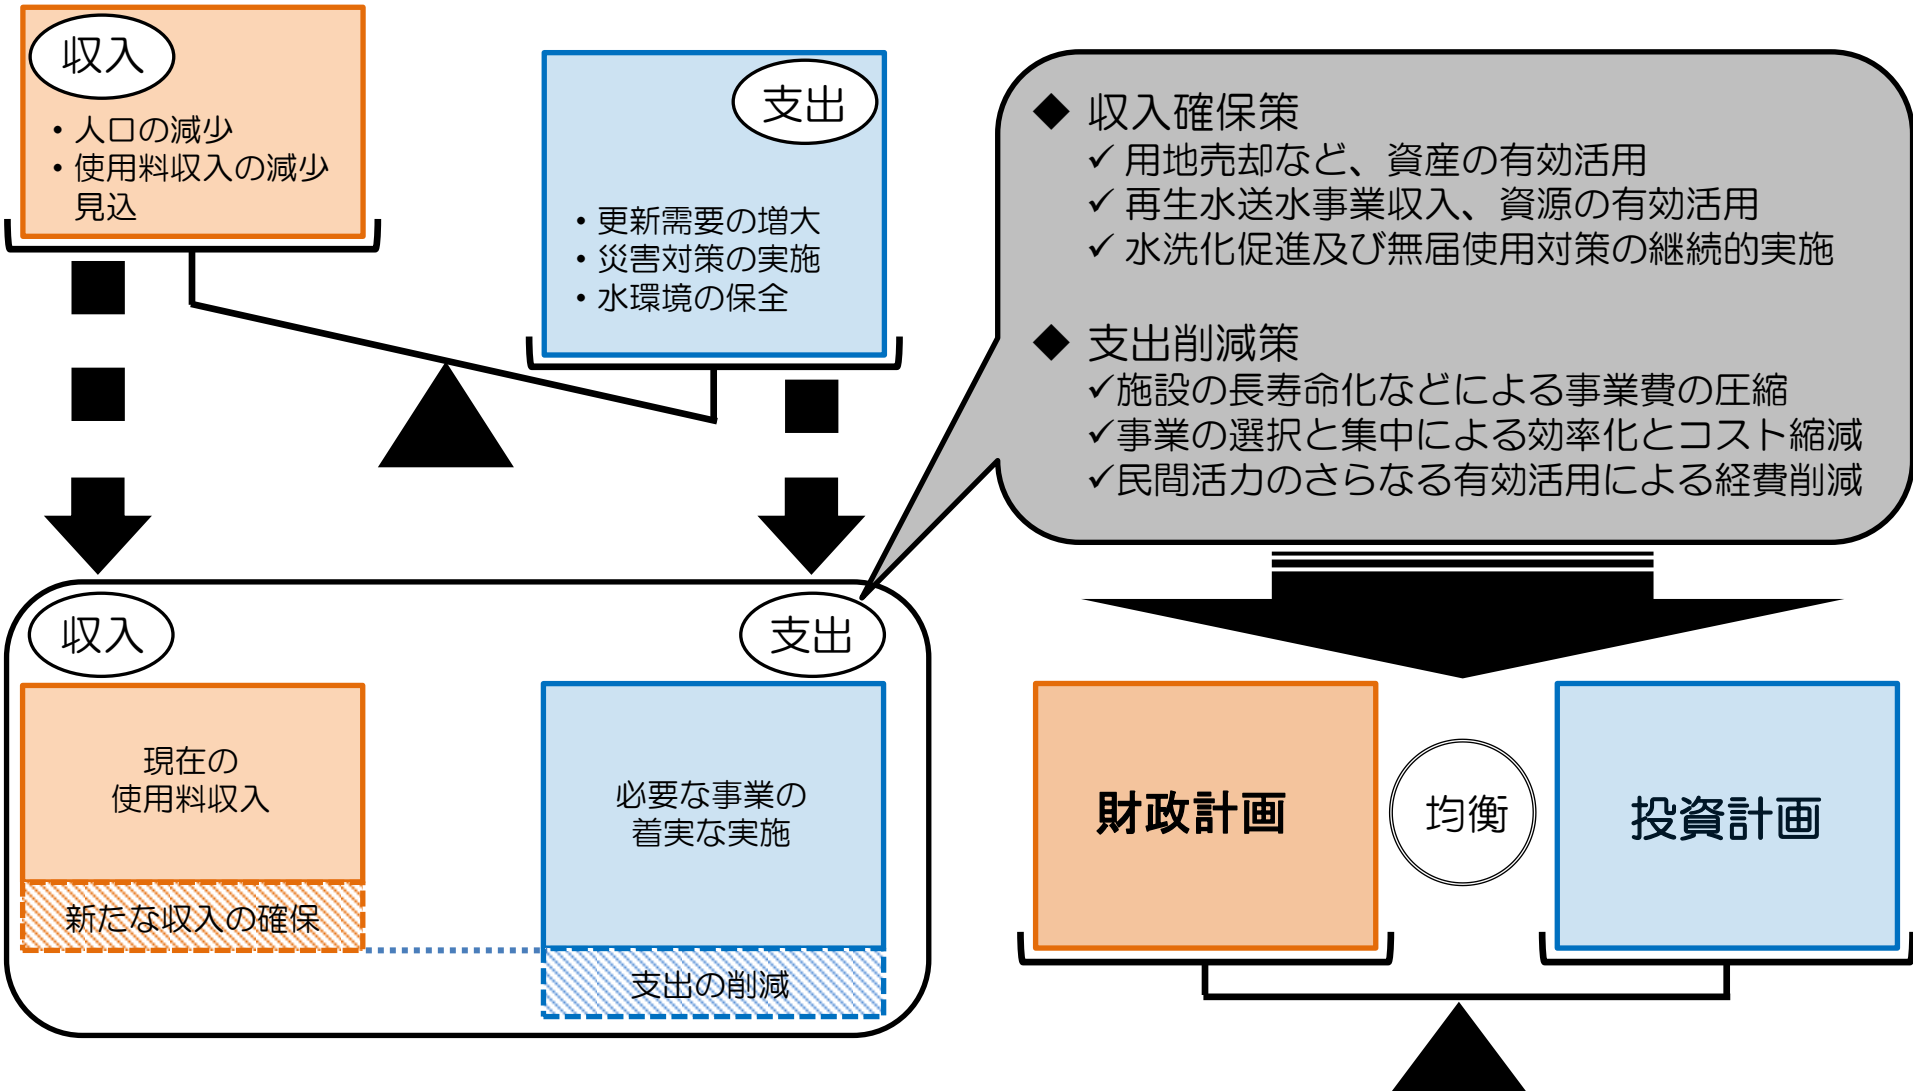 収入
・人口の減少
・使用料収入の減少
見込
支出
・更新需要の増大
・災害対策の実施
・水環境の保全
◆ 収入確保策
✓ 用地売却など、資産の有効活用
✓ 再生水送水事業収入、資源の有効活用
✓ 水洗化促進及び無届使用対策の継続的実施
◆ 支出削減策
✓施設の長寿命化などによる事業費の圧縮
✓事業の選択と集中による効率化とコスト縮減
✓民間活力のさらなる有効活用による経費削減
収入
現在の
使用料収入
新たな収入の確保
支出
必要な事業の
着実な実施
支出の削減
財政計画
均衡
投資計画